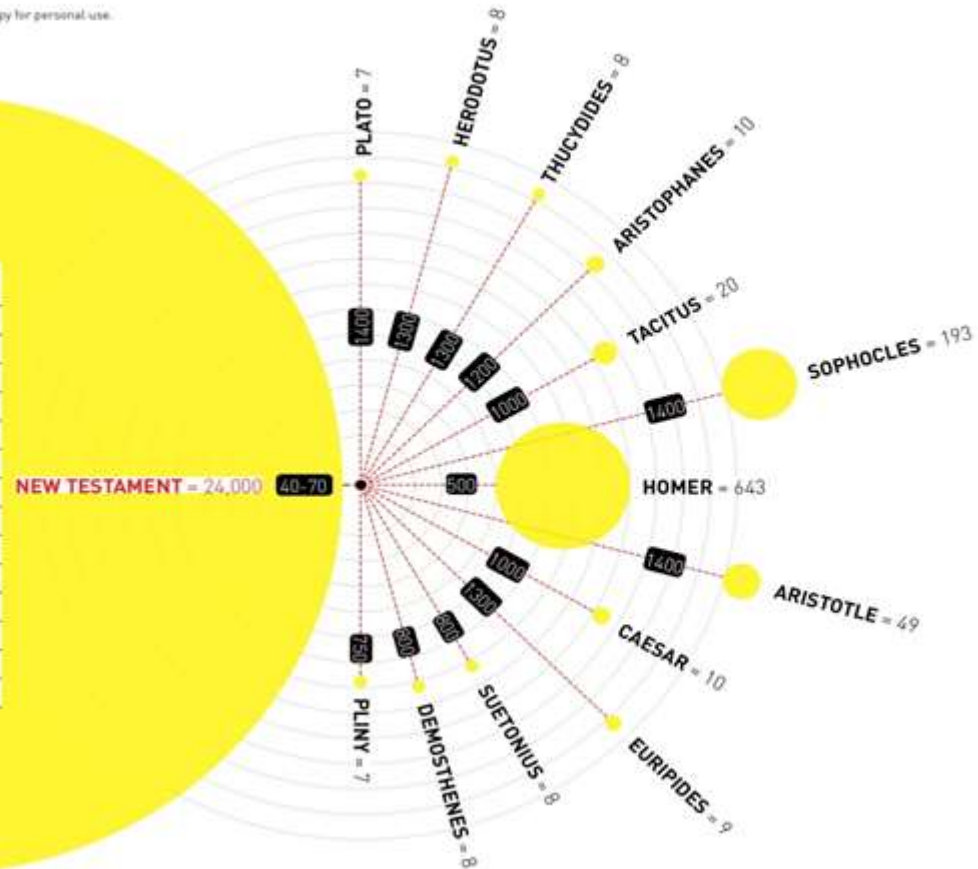 py for personal use.
PLATO = 7
HERODOTUS = 8
THUCYDIDES = 8
ARISTOPHANES = 10
TACITUS = 20
SOPHOCLES = 193
1400
1300
1300
1200
1000
1400
NEW TESTAMENT = 24,000
40-70
500
HOMER = 643
1400
ARISTOTLE = 49
1000
CAESAR = 10
1300
EURIPIDES = 9
800
SUETONIUS = 8
800
DEMOSTHENES = 8
750
PLINY = 7